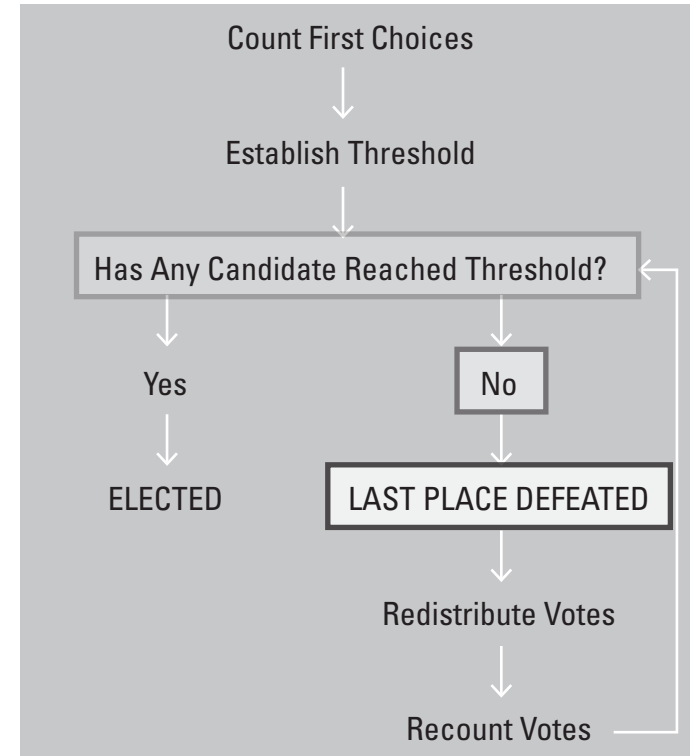 Count First Choices
Establish Threshold
Has Any Candidate Reached Threshold?
Yes
No
ELECTED
LAST PLACE DEFEATED
Redistribute Votes
Recount Votes